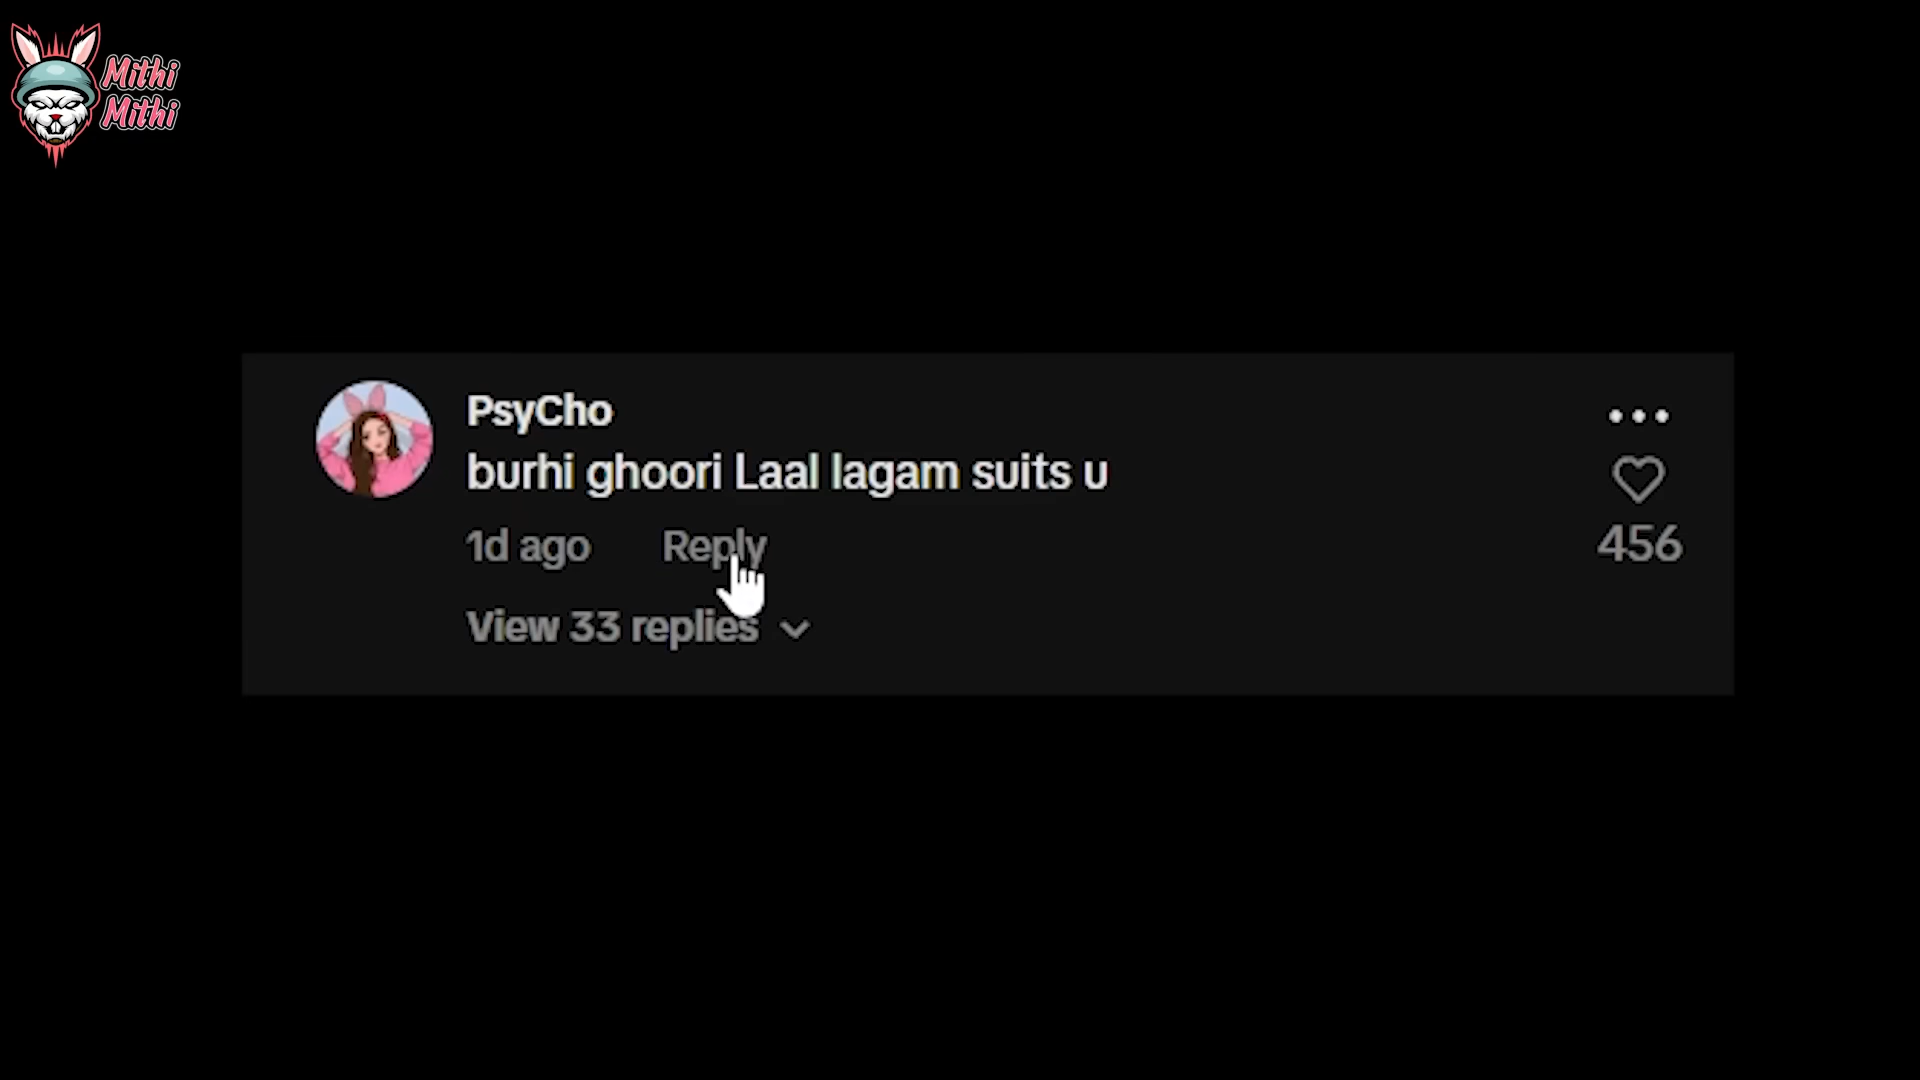 Mithi
Mithi
PsyCho
burhi ghoori Laal lagam suits u
1d ago Reply
456
View 33 replies